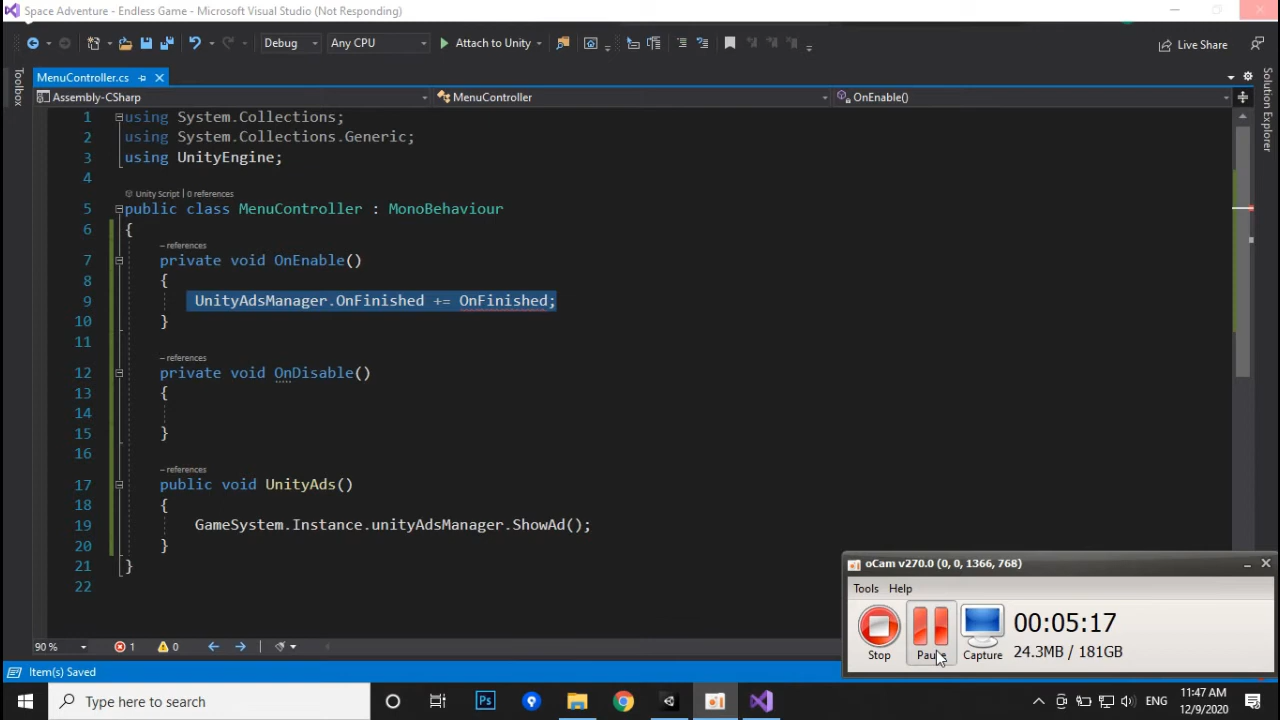 Space Adventure - Endless Game - Microsoft Visual Studio (Not Responding)
Debug Any CPU Attach to Unity Live Share
Toolbox
MenuController.cs
Assembly-CSharp MenuController OnEnable()
Solution Explorer
1 using System.Collections;
2 using System.Collections.Generic;
3 using UnityEngine;
4
Unity Script | 0 references
5 public class MenuController : MonoBehaviour
6 {
– references
7 private void OnEnable()
8 {
9 UnityAdsManager.OnFinished += OnFinished;
10 }
11
– references
12 private void OnDisable()
13 {
14
15 }
16
– references
17 public void UnityAds()
18 {
19 GameSystem.Instance.unityAdsManager.ShowAd();
20 }
21 }
22
90 % 1 0
Item(s) Saved
oCam v270.0 (0, 0, 1366, 768)
Tools Help
00:05:17
24.3MB / 181GB
Stop Pause Capture
Type here to search
ENG
11:47 AM
12/9/2020